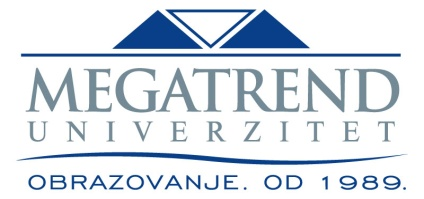 MEGATREND
UNIVERZITET
OBRAZOVANJE. OD 1989.